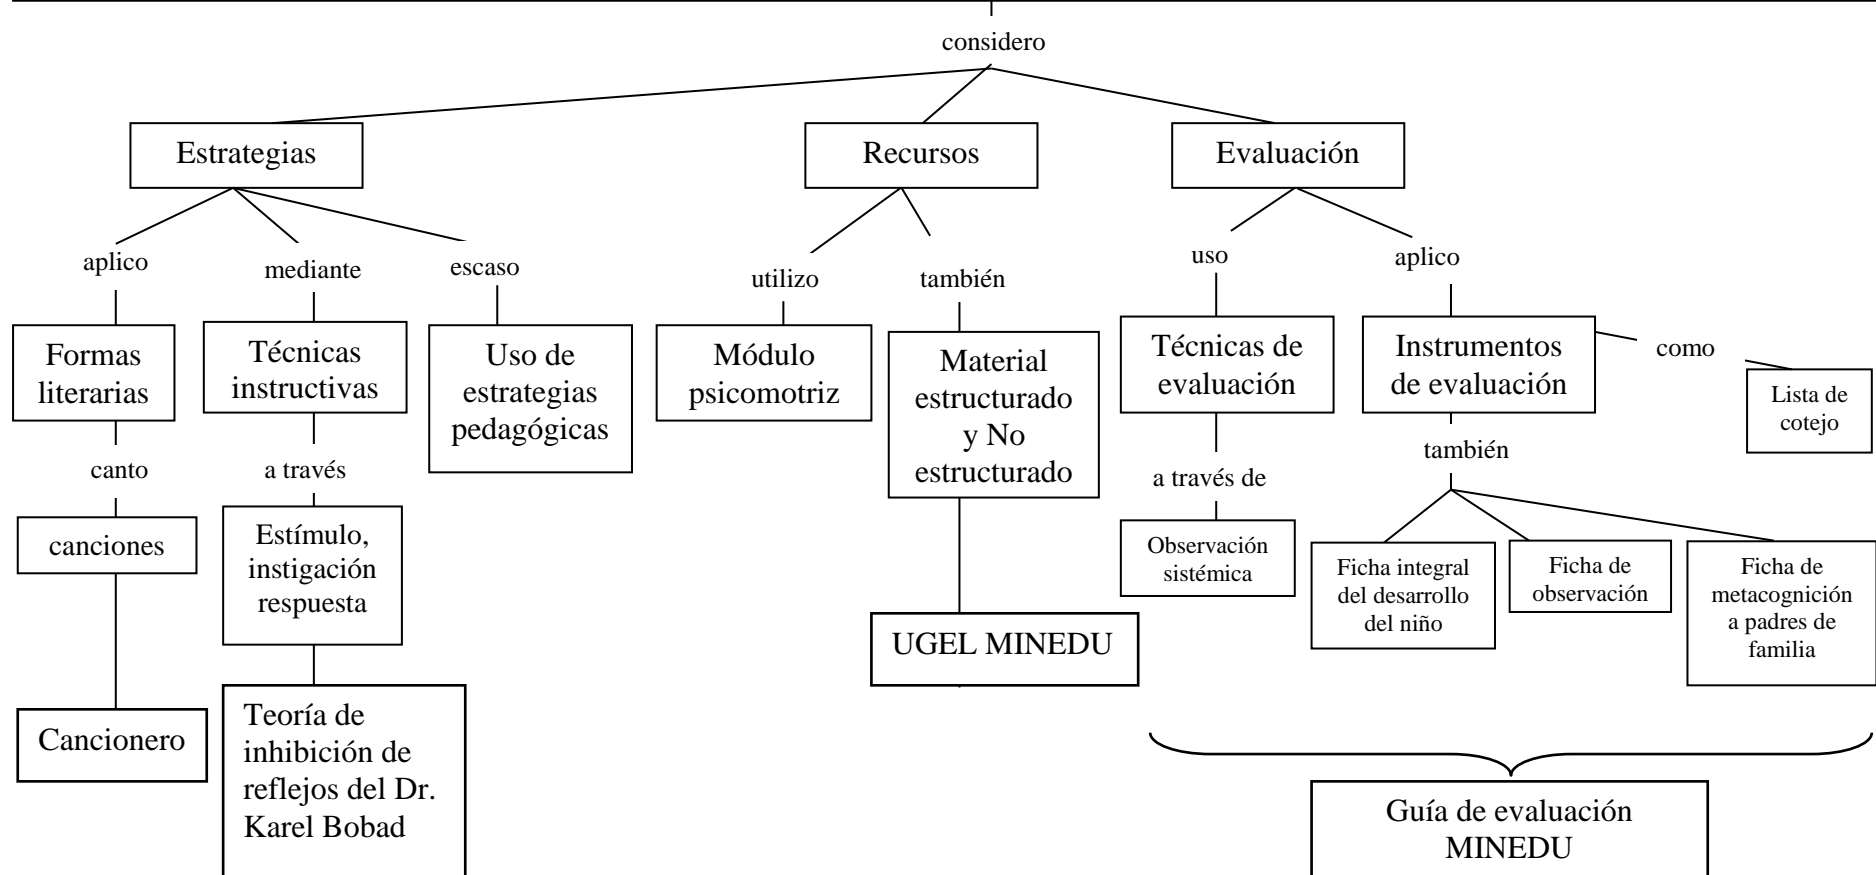 considero
Estrategias
Recursos
Evaluación
aplico
mediante
escaso
utilizo
también
uso
aplico
Formas
literarias
Técnicas
instructivas
Uso de
estrategias
pedagógicas
Módulo
psicomotriz
Material
estructurado
y No
estructurado
Técnicas de
evaluación
Instrumentos
de evaluación
como
Lista de
cotejo
canto
a través
a través de
también
canciones
Estímulo,
instigación
respuesta
Observación
sistémica
Ficha integral
del desarrollo
del niño
Ficha de
observación
Ficha de
metacognición
a padres de
familia
UGEL MINEDU
Cancionero
Teoría de
inhibición de
reflejos del Dr.
Karel Bobad
Guía de evaluación
MINEDU